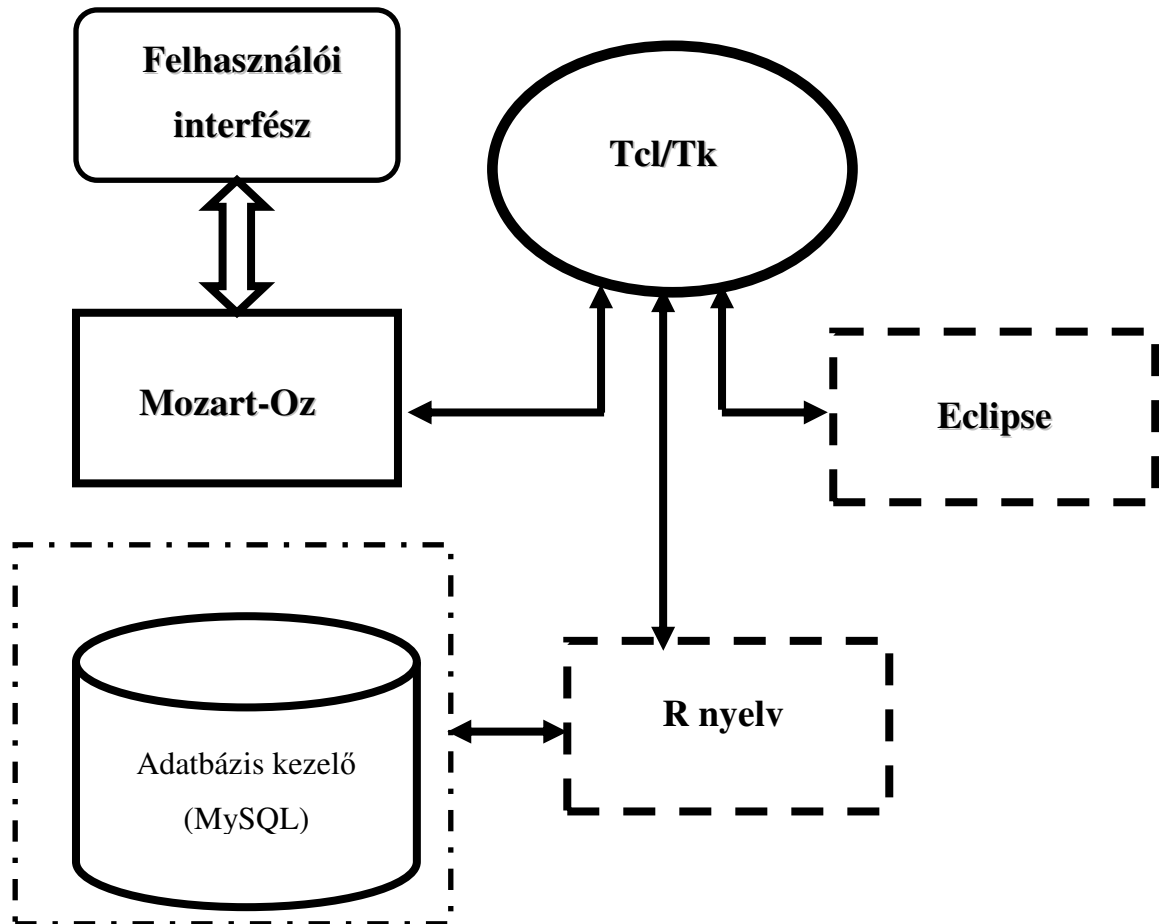 Felhasználói
interfész
Tcl/Tk
Mozart-Oz
Eclipse
R nyelv
Adatbázis kezelő
(MySQL)